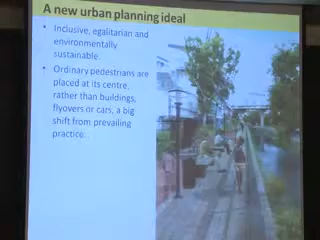 A new urban planning ideal
• Inclusive, egalitarian and
environmentally
sustainable.
• Ordinary pedestrians are
placed at its centre,
rather than buildings,
flyovers or cars, a big
shift from prevailing
practice.